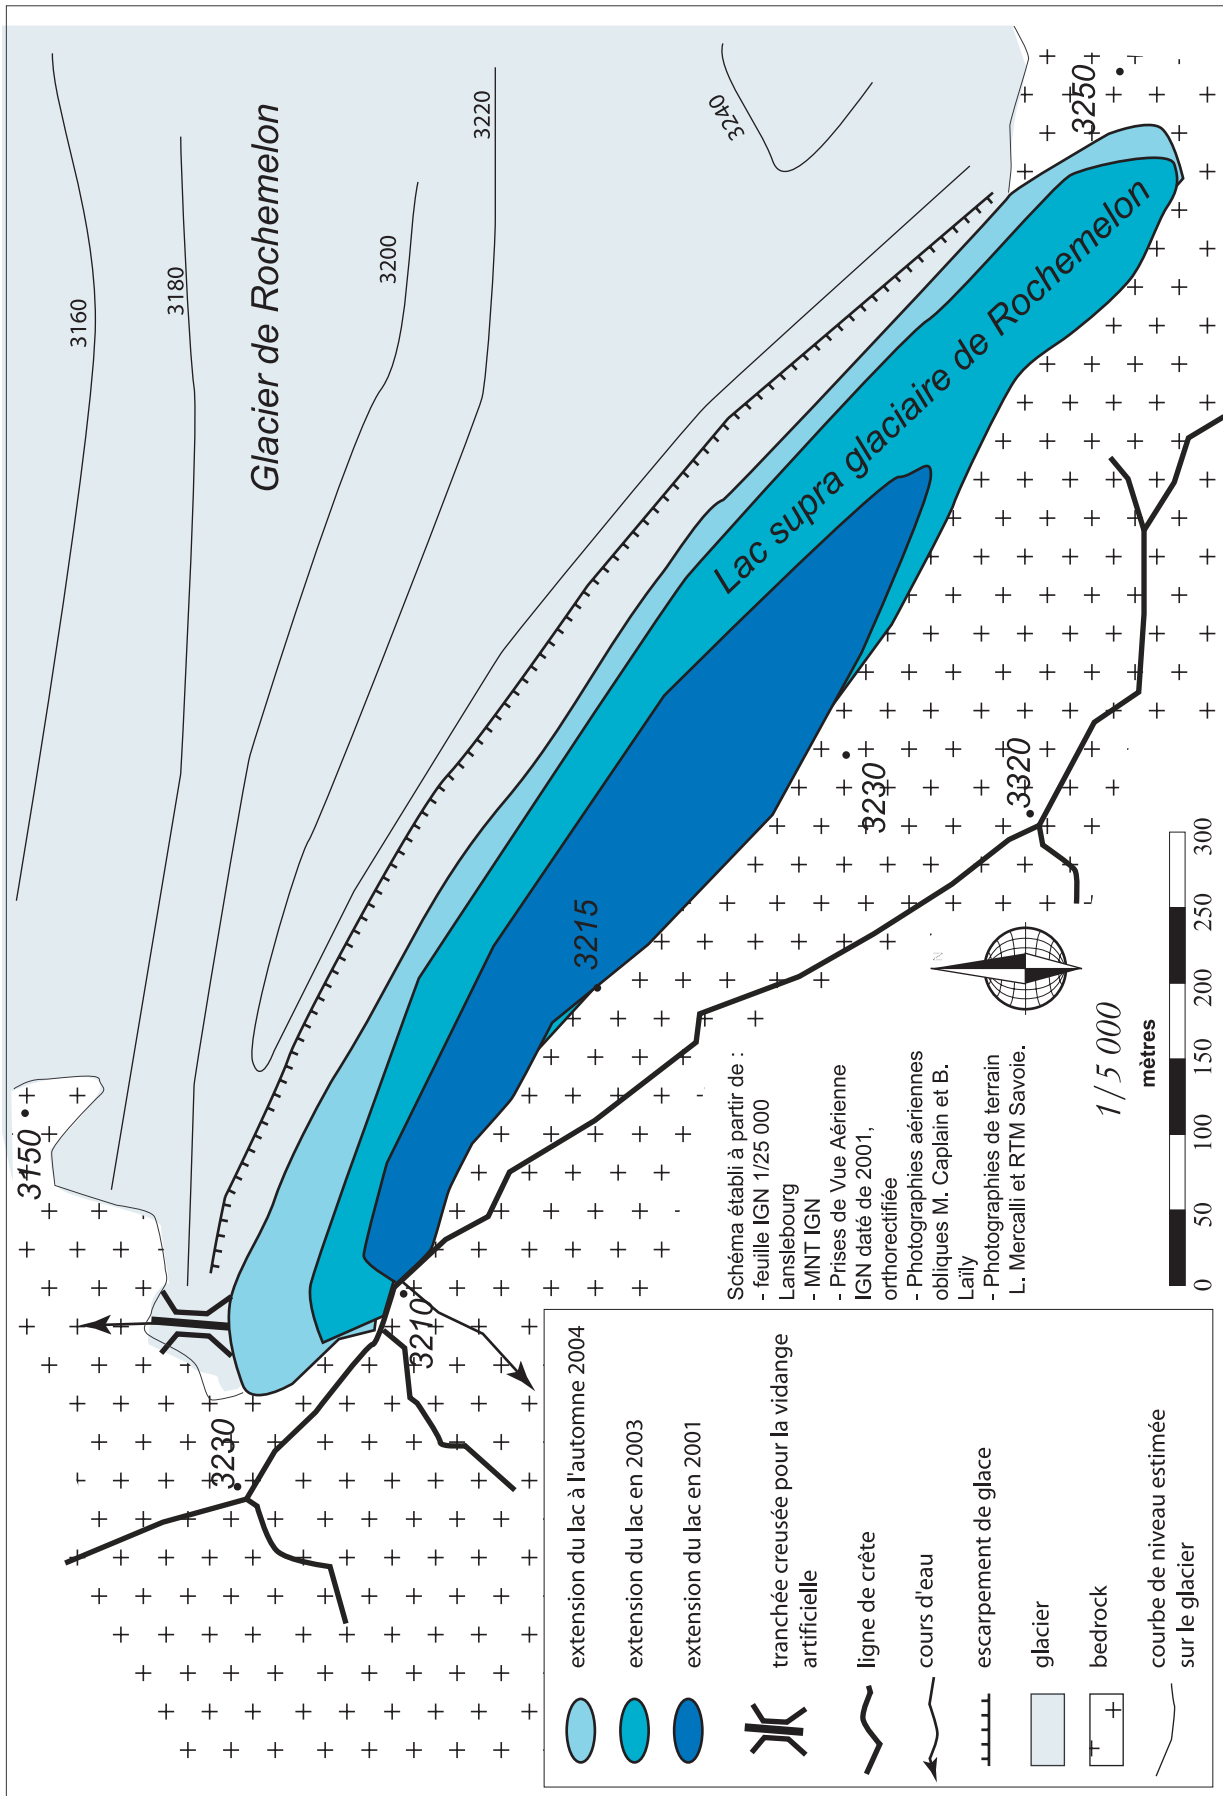 3160
3180
3200
3220
3240
Glacier de Rochemelon
3250
Lac supra glaciaire de Rochemelon
3150
3230
3210
3215
3230
3320
N
Schéma établi à partir de :
- feuille IGN 1/25 000
Lanslebourg
- MNT IGN
- Prises de Vue Aérienne
IGN daté de 2001,
orthorectifiée
- Photographies aériennes
obliques M. Caplain et B.
Laïly
- Photographies de terrain
L. Mercalli et RTM Savoie.
1/5 000
mètres
0 50 100 150 200 250 300
extension du lac à l'automne 2004
extension du lac en 2003
extension du lac en 2001
tranchée creusée pour la vidange
artificielle
ligne de crête
cours d'eau
escarpement de glace
glacier
bedrock
courbe de niveau estimée
sur le glacier